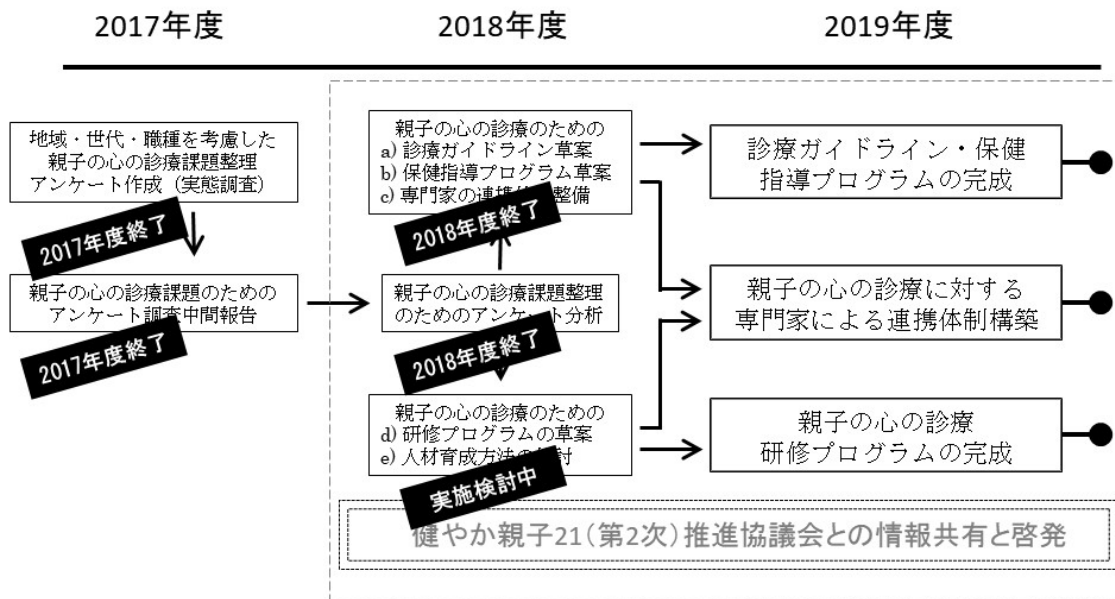 2017年度
2018年度
2019年度
地域・世代・職種を考慮した
親子の心の診療課題整理
アンケート作成（実態調査）
2017年度終了
親子の心の診療課題のための
アンケート調査中間報告
2017年度終了
親子の心の診療のための
a) 診療ガイドライン草案
b) 保健指導プログラム草案
c) 専門家の連携体 整備
2018年度終了
親子の心の診療課題整理
のためのアンケート分析
2018年度終了
親子の心の診療のための
d) 研修プログラムの草案
e) 人材育成方法の 討
実施検討中
診療ガイドライン・保健
指導プログラムの完成
親子の心の診療に対する
専門家による連携体制構築
親子の心の診療
研修プログラムの完成
健やか親子21（第2次）推進協議会との情報共有と啓発